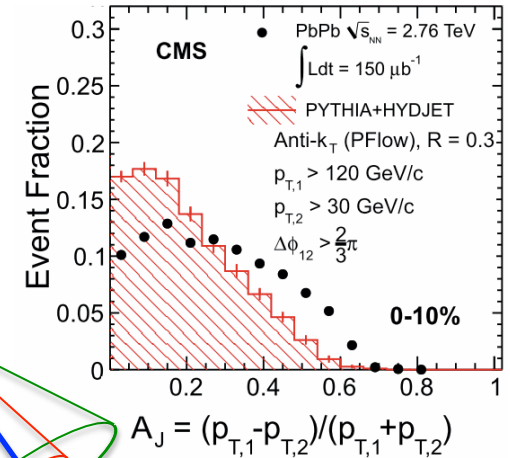 0.3
0.25
0.2
0.15
0.1
0.05
0
Event Fraction
CMS
PbPb √s_NN = 2.76 TeV
∫Ldt = 150 μb⁻¹
PYTHIA+HYDJET
Anti-k_T (PFlow), R = 0.3
p_T,1 > 120 GeV/c
p_T,2 > 30 GeV/c
Δϕ_12 > 2/3π
0-10%
0.2 0.4 0.6 0.8 1
A_J = (p_T,1-p_T,2)/(p_T,1+p_T,2)